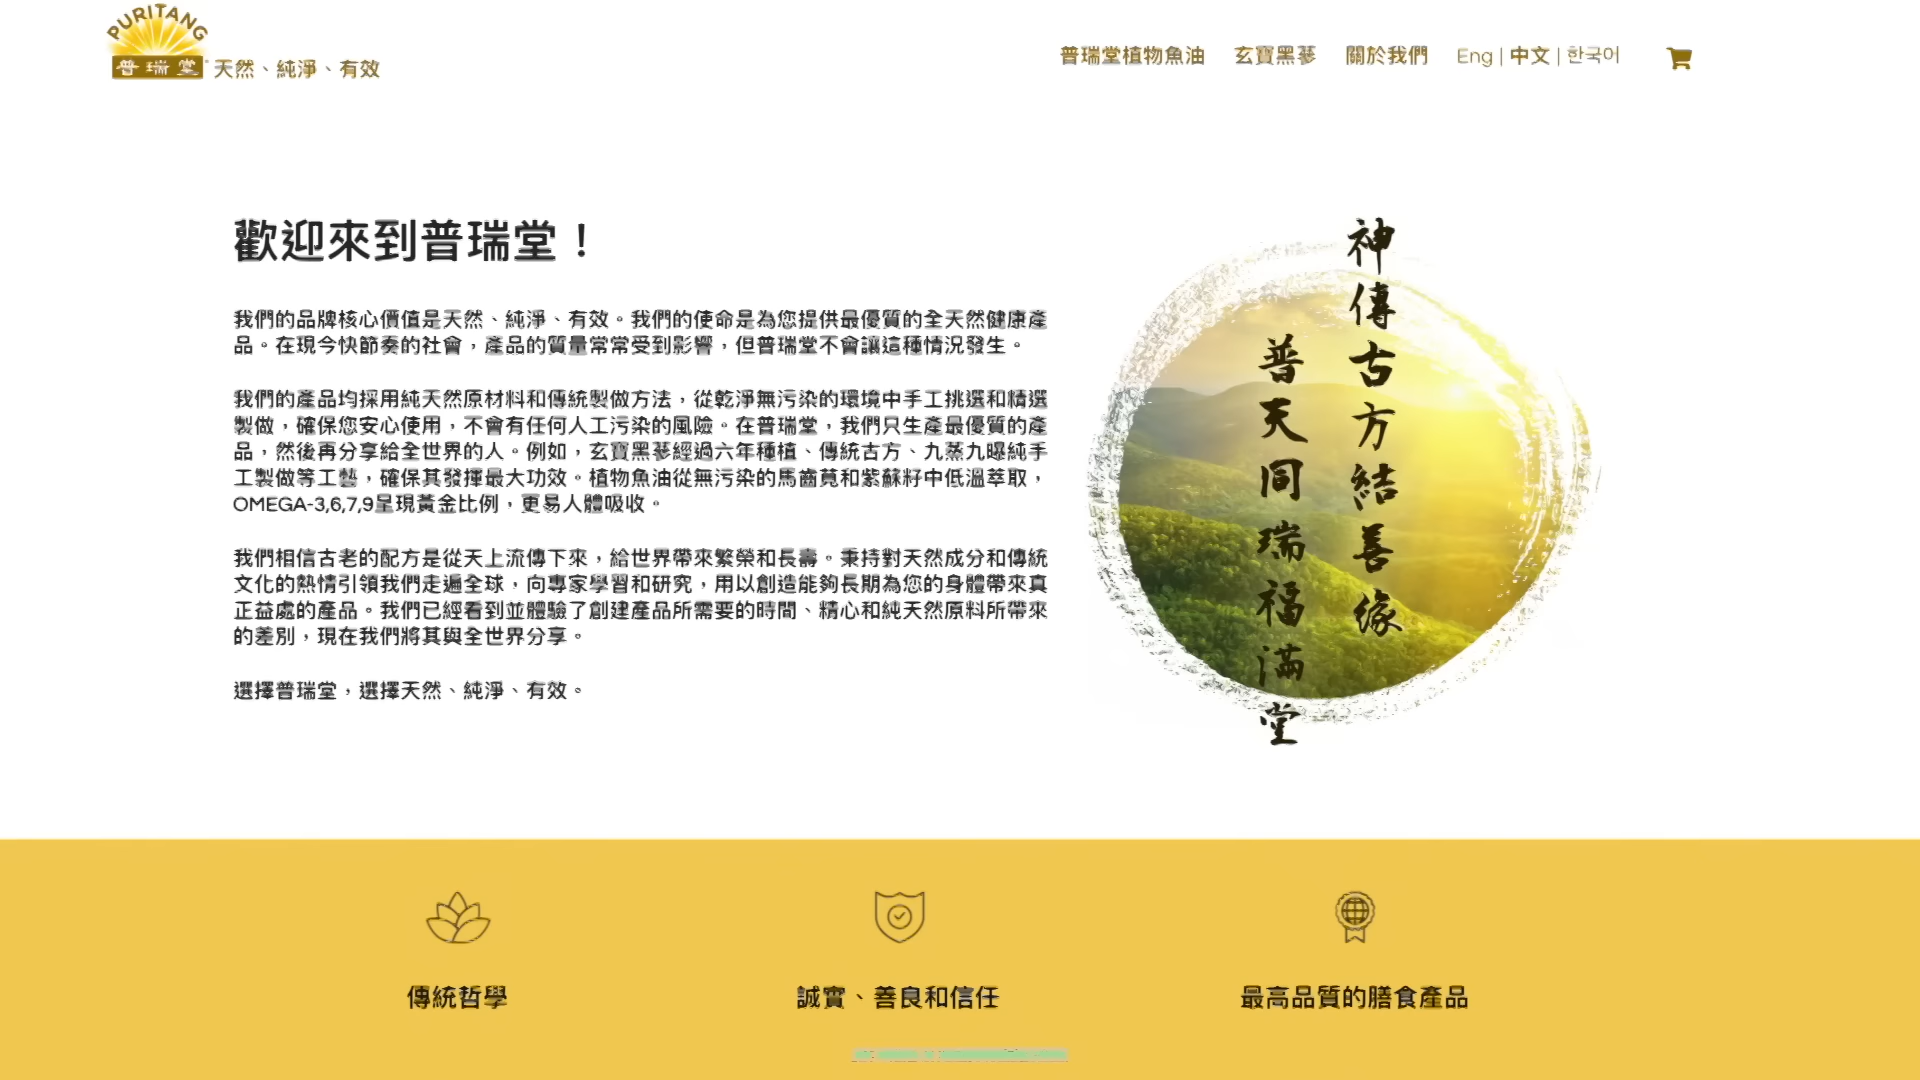 PURITANG
普瑞堂
天然、純淨、有效
普瑞堂植物魚油 玄寶黑蔘 關於我們 Eng | 中文 | 한국어
歡迎來到普瑞堂！
我們的品牌核心價值是天然、純淨、有效。我們的使命是為您提供最優質的全天然健康產
品。在現今快節奏的社會，產品的質量常常受到影響，但普瑞堂不會讓這種情況發生。
我們的產品均採用純天然原材料和傳統製做方法，從乾淨無污染的環境中手工挑選和精選
製做，確保您安心使用，不會有任何人工污染的風險。在普瑞堂，我們只生產最優質的產
品，然後再分享給全世界的人。例如，玄寶黑蔘經過六年種植、傳統古方、九蒸九曝純手
工製做等工藝，確保其發揮最大功效。植物魚油從無污染的馬齒莧和紫蘇籽中低溫萃取，
OMEGA-3,6,7,9呈現黃金比例，更易人體吸收。
我們相信古老的配方是從天上流傳下來，給世界帶來繁榮和長壽。秉持對天然成分和傳統
文化的熱情引領我們走遍全球，向專家學習和研究，用以創造能夠長期為您的身體帶來真
正益處的產品。我們已經看到並體驗了創建產品所需要的時間、精心和純天然原料所帶來
的差別，現在我們將其與全世界分享。
選擇普瑞堂，選擇天然、純淨、有效。
神傳古方結善緣
普天同瑞福滿堂
傳統哲學
誠實、善良和信任
最高品質的膳食產品